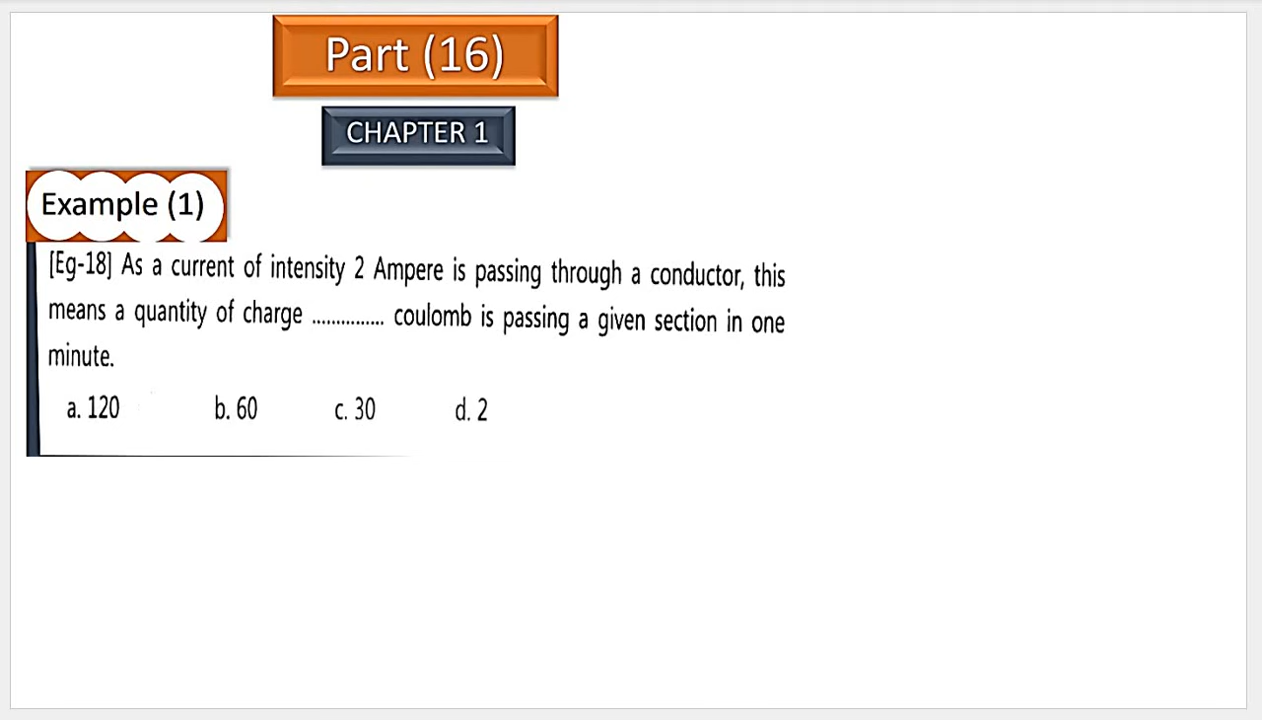 Part (16)
CHAPTER 1
Example (1)
[Eg-18] As a current of intensity 2 Ampere is passing through a conductor, this
means a quantity of charge ............... coulomb is passing a given section in one
minute.
a. 120 b. 60 c. 30 d. 2